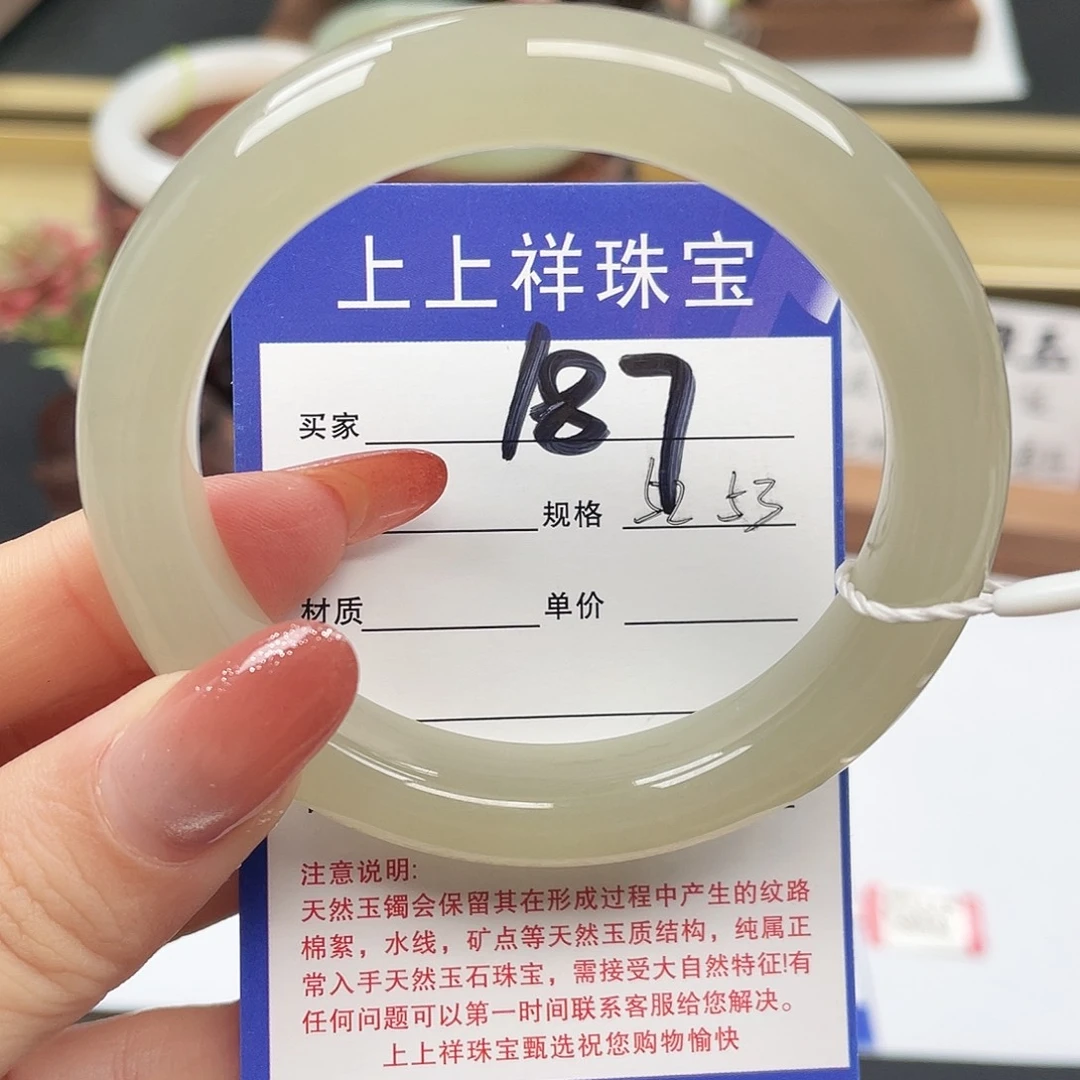 上上祥珠宝
187
买家
规格 52 53
材质 单价
注意说明:
天然玉镯会保留其在形成过程中产生的纹路
棉絮，水线，矿点等天然玉质结构，纯属正
常入手天然玉石珠宝，需接受大自然特征!有
任何问题可以第一时间联系客服给您解决。
上上祥珠宝甄选祝您购物愉快